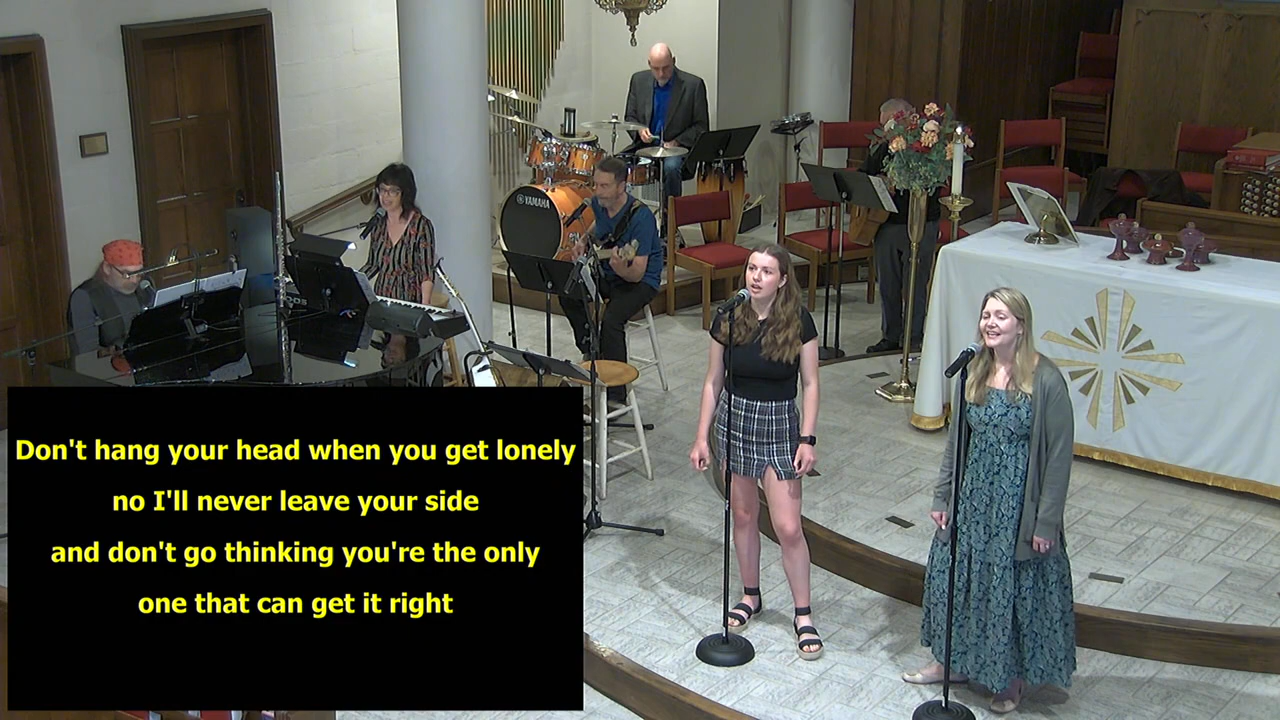 YAMAHA
Don't hang your head when you get lonely
no I'll never leave your side
and don't go thinking you're the only
one that can get it right